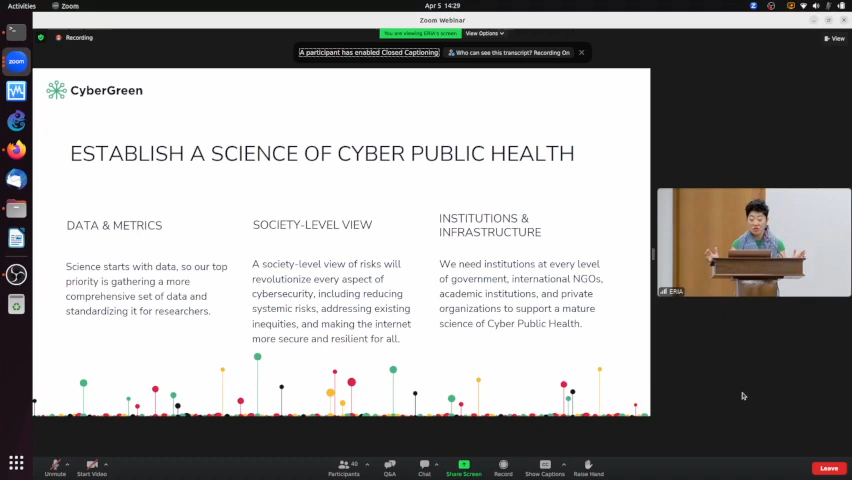 Activities
Zoom
Apr 5 14:29
Zoom Webinar
Recording
You are viewing ERIA's screen
View Options
View
A participant has enabled Closed Captioning
Who can see this transcript? Recording On
CyberGreen
ESTABLISH A SCIENCE OF CYBER PUBLIC HEALTH
DATA & METRICS
Science starts with data, so our top
priority is gathering a more
comprehensive set of data and
standardizing it for researchers.
SOCIETY-LEVEL VIEW
A society-level view of risks will
revolutionize every aspect of
cybersecurity, including reducing
systemic risks, addressing existing
inequities, and making the internet
more secure and resilient for all.
INSTITUTIONS &
INFRASTRUCTURE
We need institutions at every level
of government, international NGOs,
academic institutions, and private
organizations to support a mature
science of Cyber Public Health.
zoom
ERIA
Unmute
Start Video
40
Participants
Q&A
Chat
Share Screen
Record
Show Captions
Raise Hand
Leave